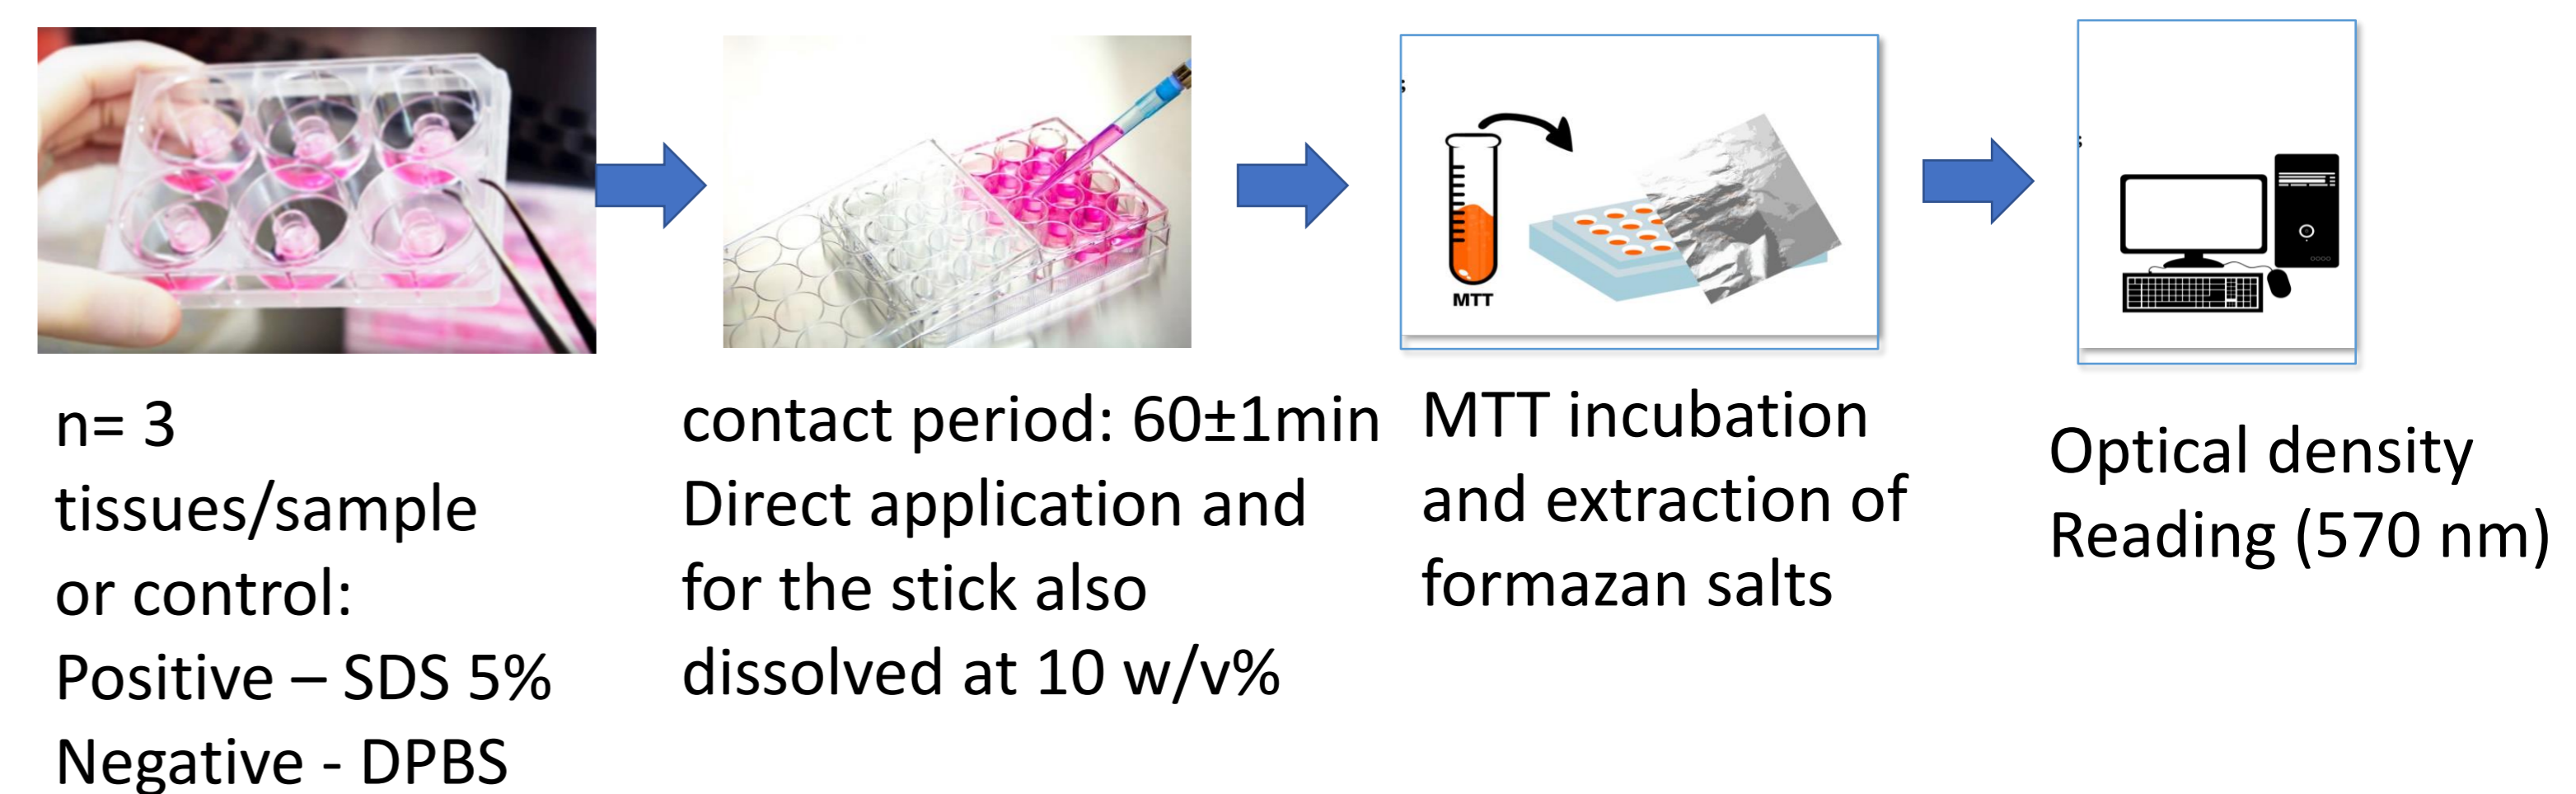 n= 3
tissues/sample
or control:
Positive – SDS 5%
Negative - DPBS
contact period: 60±1min
Direct application and
for the stick also
dissolved at 10 w/v%
MTT
MTT incubation
and extraction of
formazan salts
Optical density
Reading (570 nm)